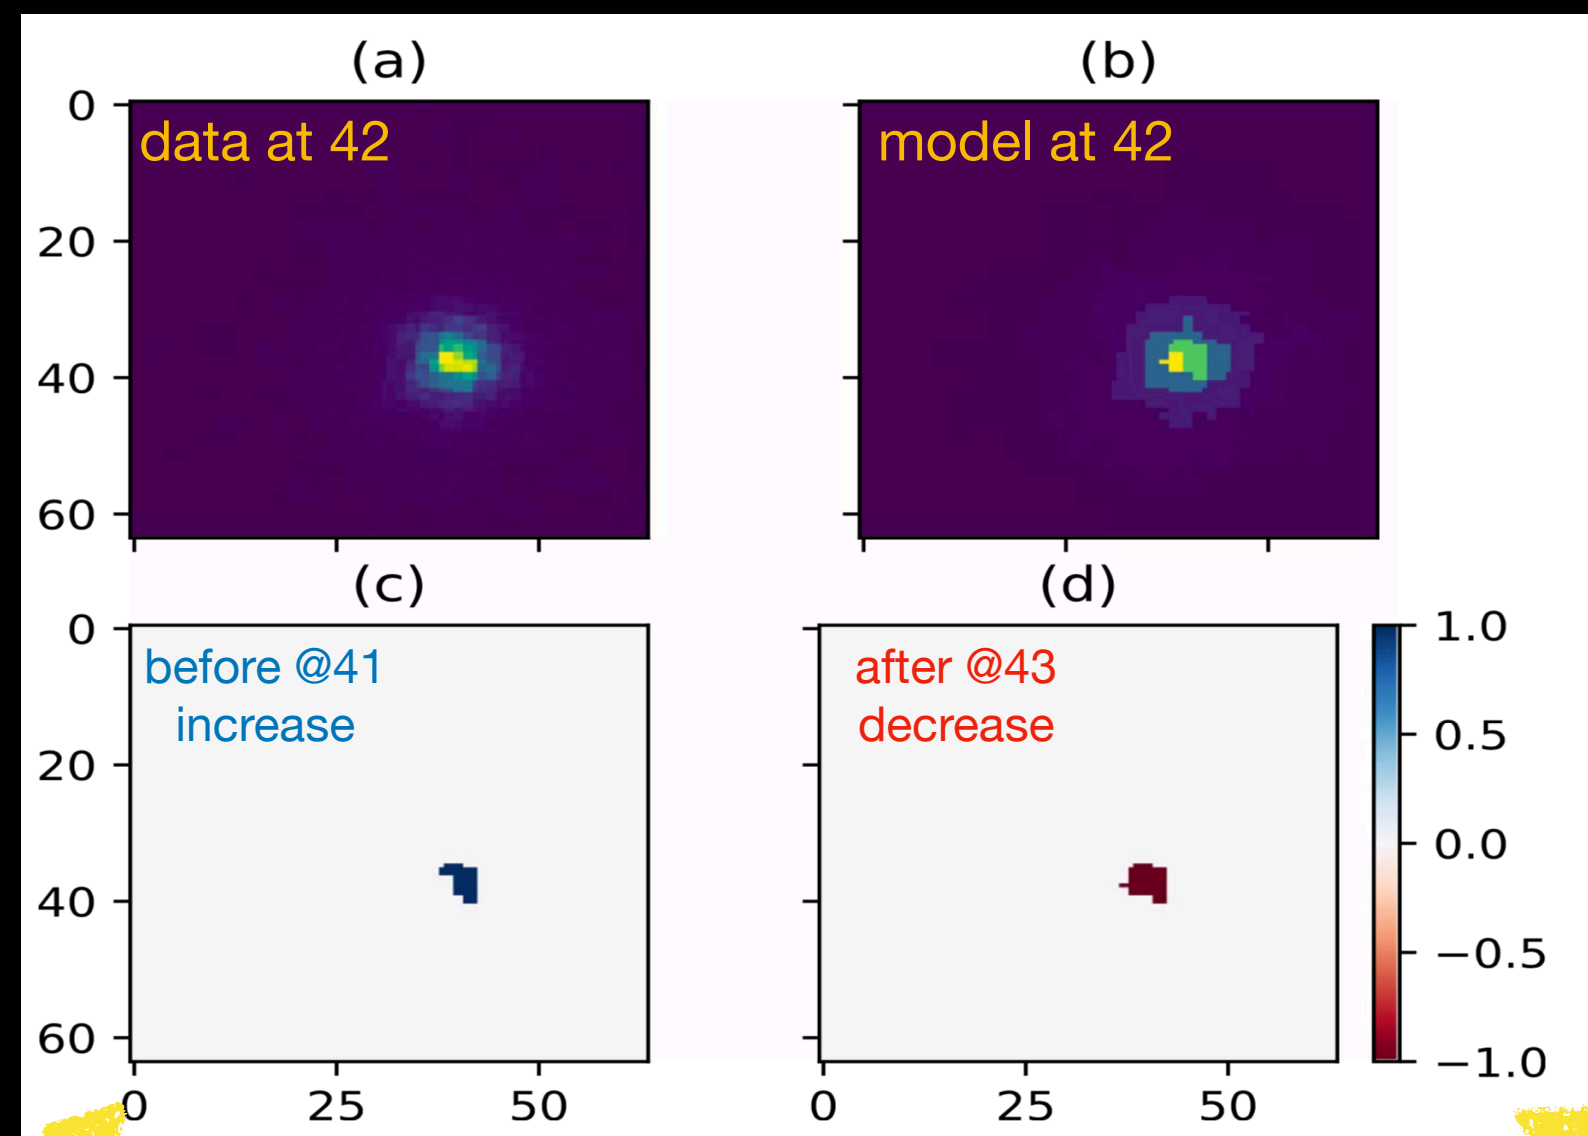 (a)
(b)
0
data at 42
model at 42
20
40
60
(c)
(d)
0
before @41
increase
after @43
decrease
1.0
0.5
0.0
−0.5
−1.0
20
40
60
0 25 50
0 25 50